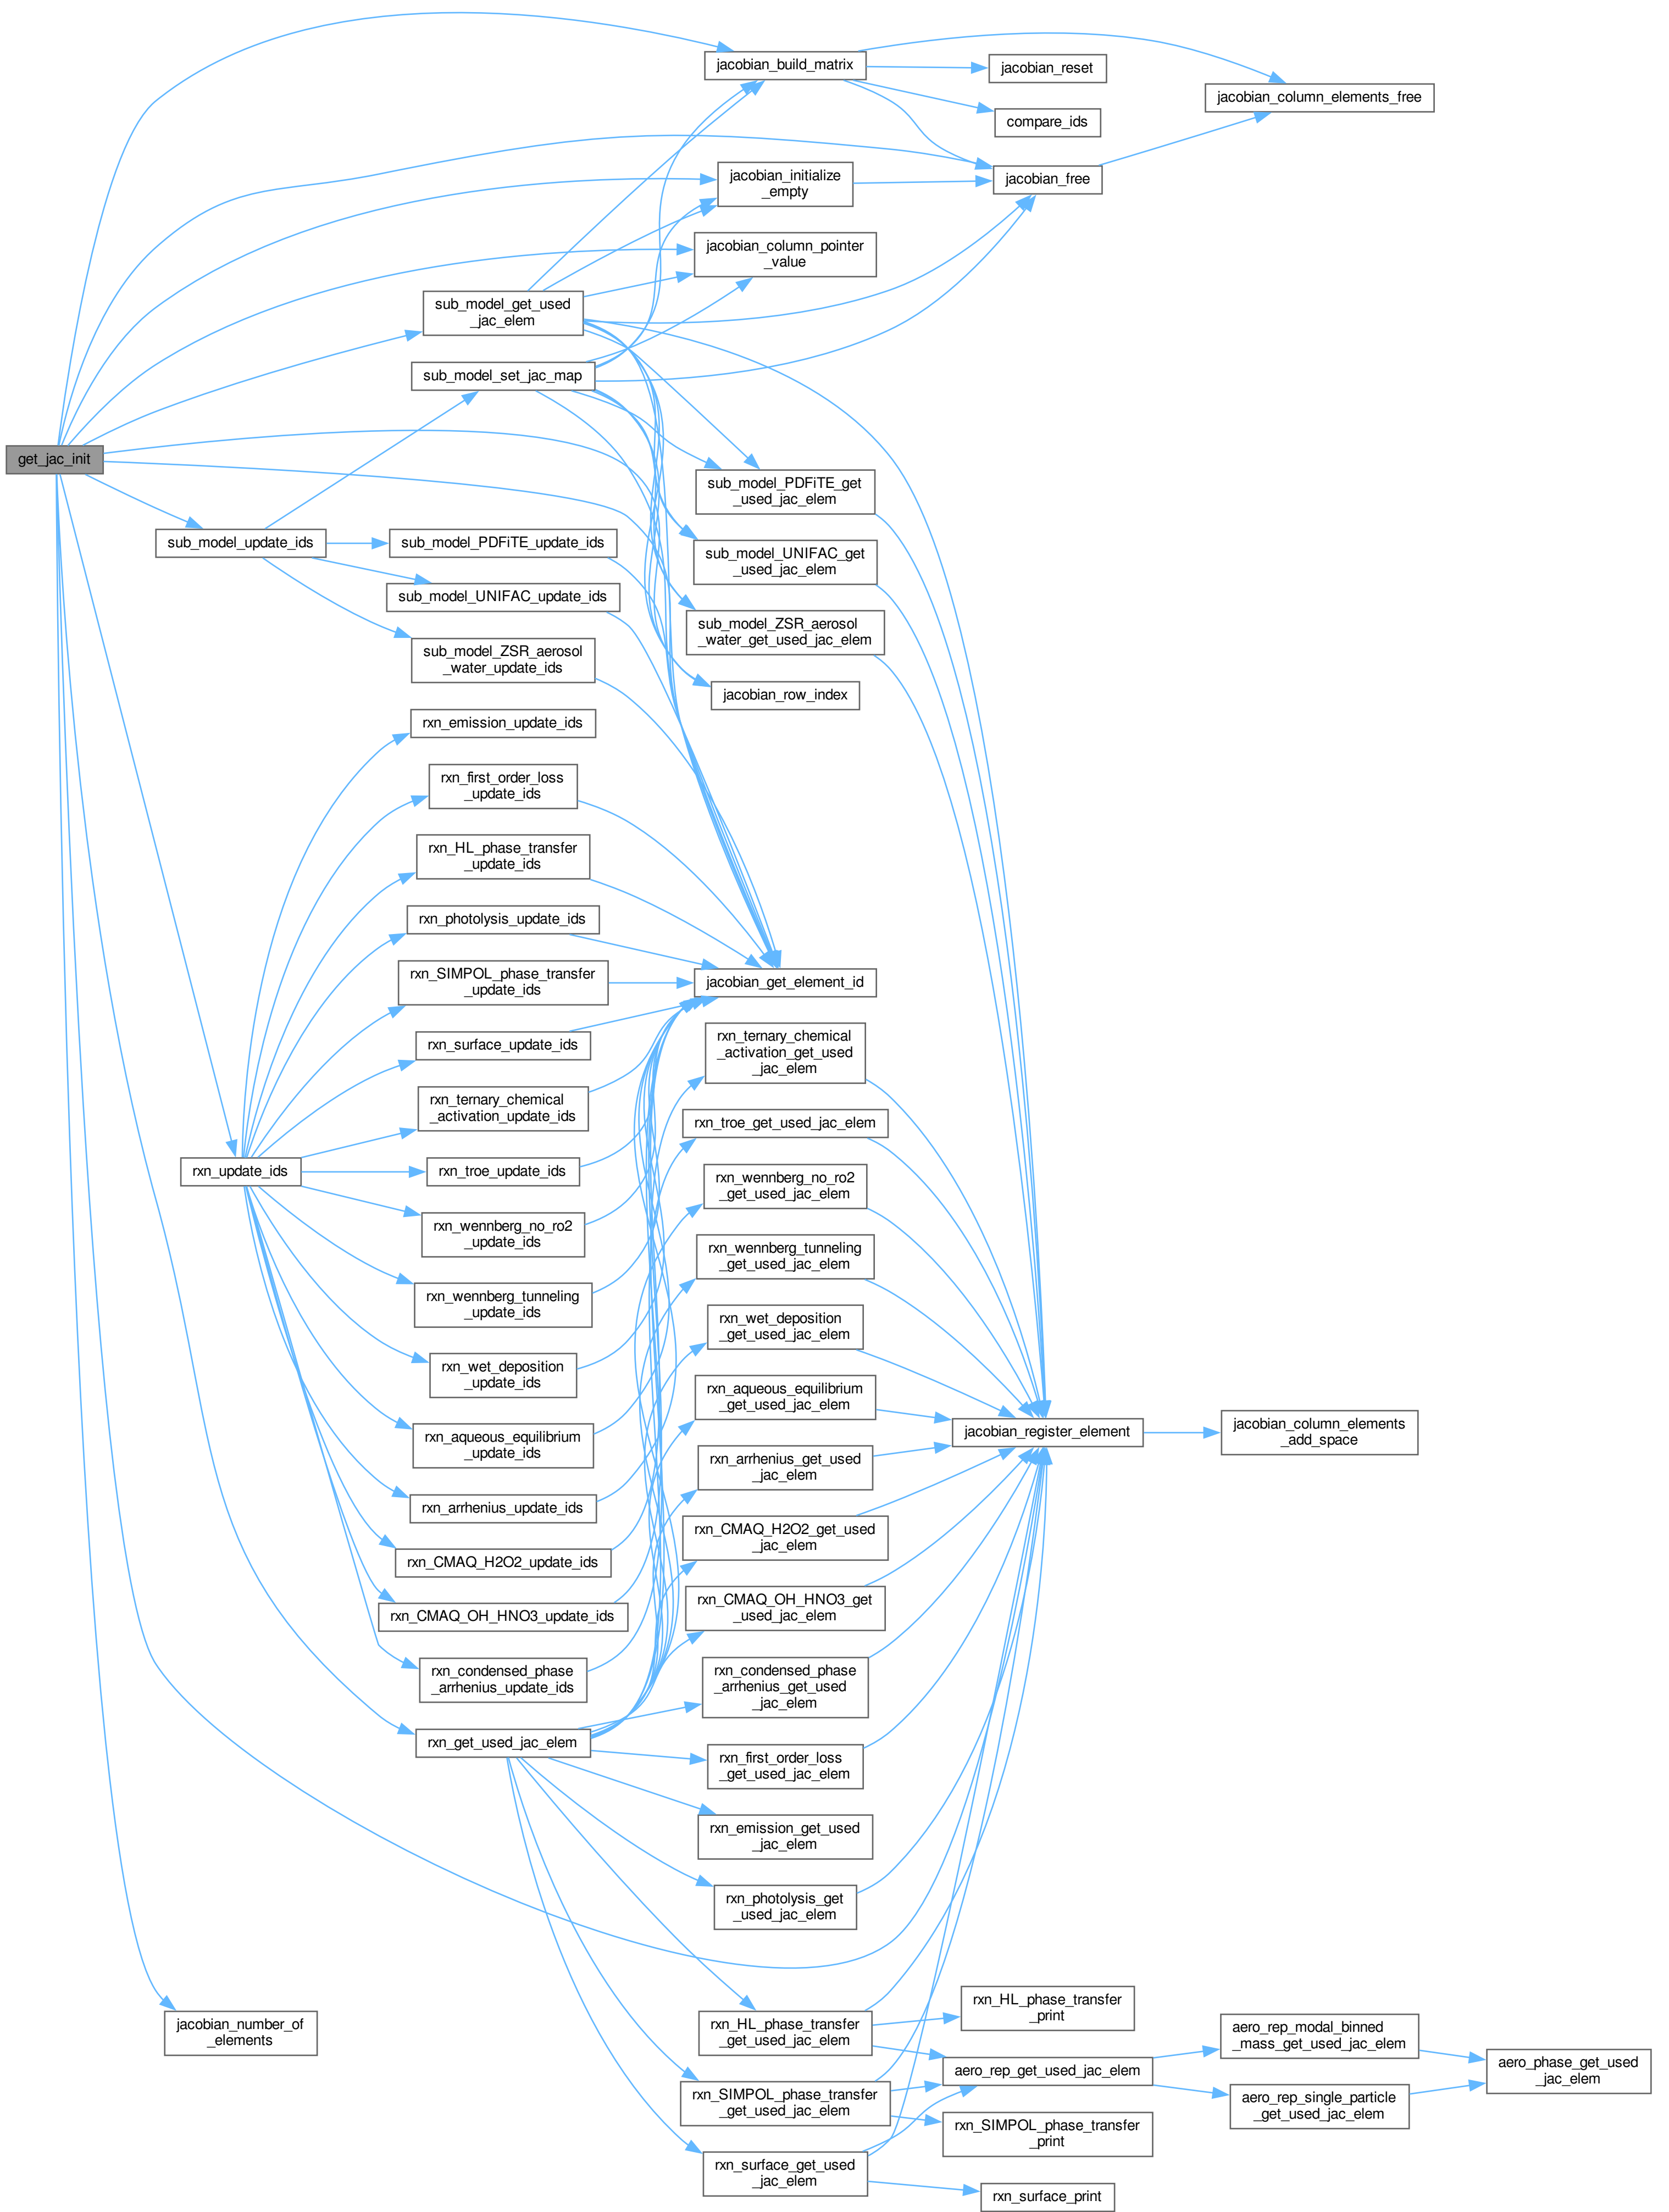 get_jac_init
jacobian_build_matrix
jacobian_reset
compare_ids
jacobian_column_elements_free
jacobian_free
jacobian_initialize
_empty
jacobian_column_pointer
_value
sub_model_get_used
_jac_elem
sub_model_set_jac_map
sub_model_update_ids
sub_model_PDFiTE_update_ids
sub_model_UNIFAC_update_ids
sub_model_ZSR_aerosol
_water_update_ids
sub_model_PDFiTE_get
_used_jac_elem
sub_model_UNIFAC_get
_used_jac_elem
sub_model_ZSR_aerosol
_water_get_used_jac_elem
jacobian_row_index
rxn_update_ids
rxn_emission_update_ids
rxn_first_order_loss
_update_ids
rxn_HL_phase_transfer
_update_ids
rxn_photolysis_update_ids
rxn_SIMPOL_phase_transfer
_update_ids
rxn_surface_update_ids
rxn_ternary_chemical
_activation_update_ids
rxn_troe_update_ids
rxn_wennberg_no_ro2
_update_ids
rxn_wennberg_tunneling
_update_ids
rxn_wet_deposition
_update_ids
rxn_aqueous_equilibrium
_update_ids
rxn_arrhenius_update_ids
rxn_CMAQ_H2O2_update_ids
rxn_CMAQ_OH_HNO3_update_ids
rxn_condensed_phase
_arrhenius_update_ids
rxn_get_used_jac_elem
jacobian_get_element_id
rxn_ternary_chemical
_activation_get_used
_jac_elem
rxn_troe_get_used_jac_elem
rxn_wennberg_no_ro2
_get_used_jac_elem
rxn_wennberg_tunneling
_get_used_jac_elem
rxn_wet_deposition
_get_used_jac_elem
rxn_aqueous_equilibrium
_get_used_jac_elem
rxn_arrhenius_get_used
_jac_elem
rxn_CMAQ_H2O2_get_used
_jac_elem
rxn_CMAQ_OH_HNO3_get
_used_jac_elem
rxn_condensed_phase
_arrhenius_get_used
_jac_elem
rxn_first_order_loss
_get_used_jac_elem
rxn_emission_get_used
_jac_elem
rxn_photolysis_get
_used_jac_elem
jacobian_register_element
jacobian_column_elements
_add_space
jacobian_number_of
_elements
rxn_HL_phase_transfer
_get_used_jac_elem
rxn_SIMPOL_phase_transfer
_get_used_jac_elem
rxn_surface_get_used
_jac_elem
rxn_HL_phase_transfer
_print
aero_rep_get_used_jac_elem
rxn_SIMPOL_phase_transfer
_print
rxn_surface_print
aero_rep_modal_binned
_mass_get_used_jac_elem
aero_rep_single_particle
_get_used_jac_elem
aero_phase_get_used
_jac_elem